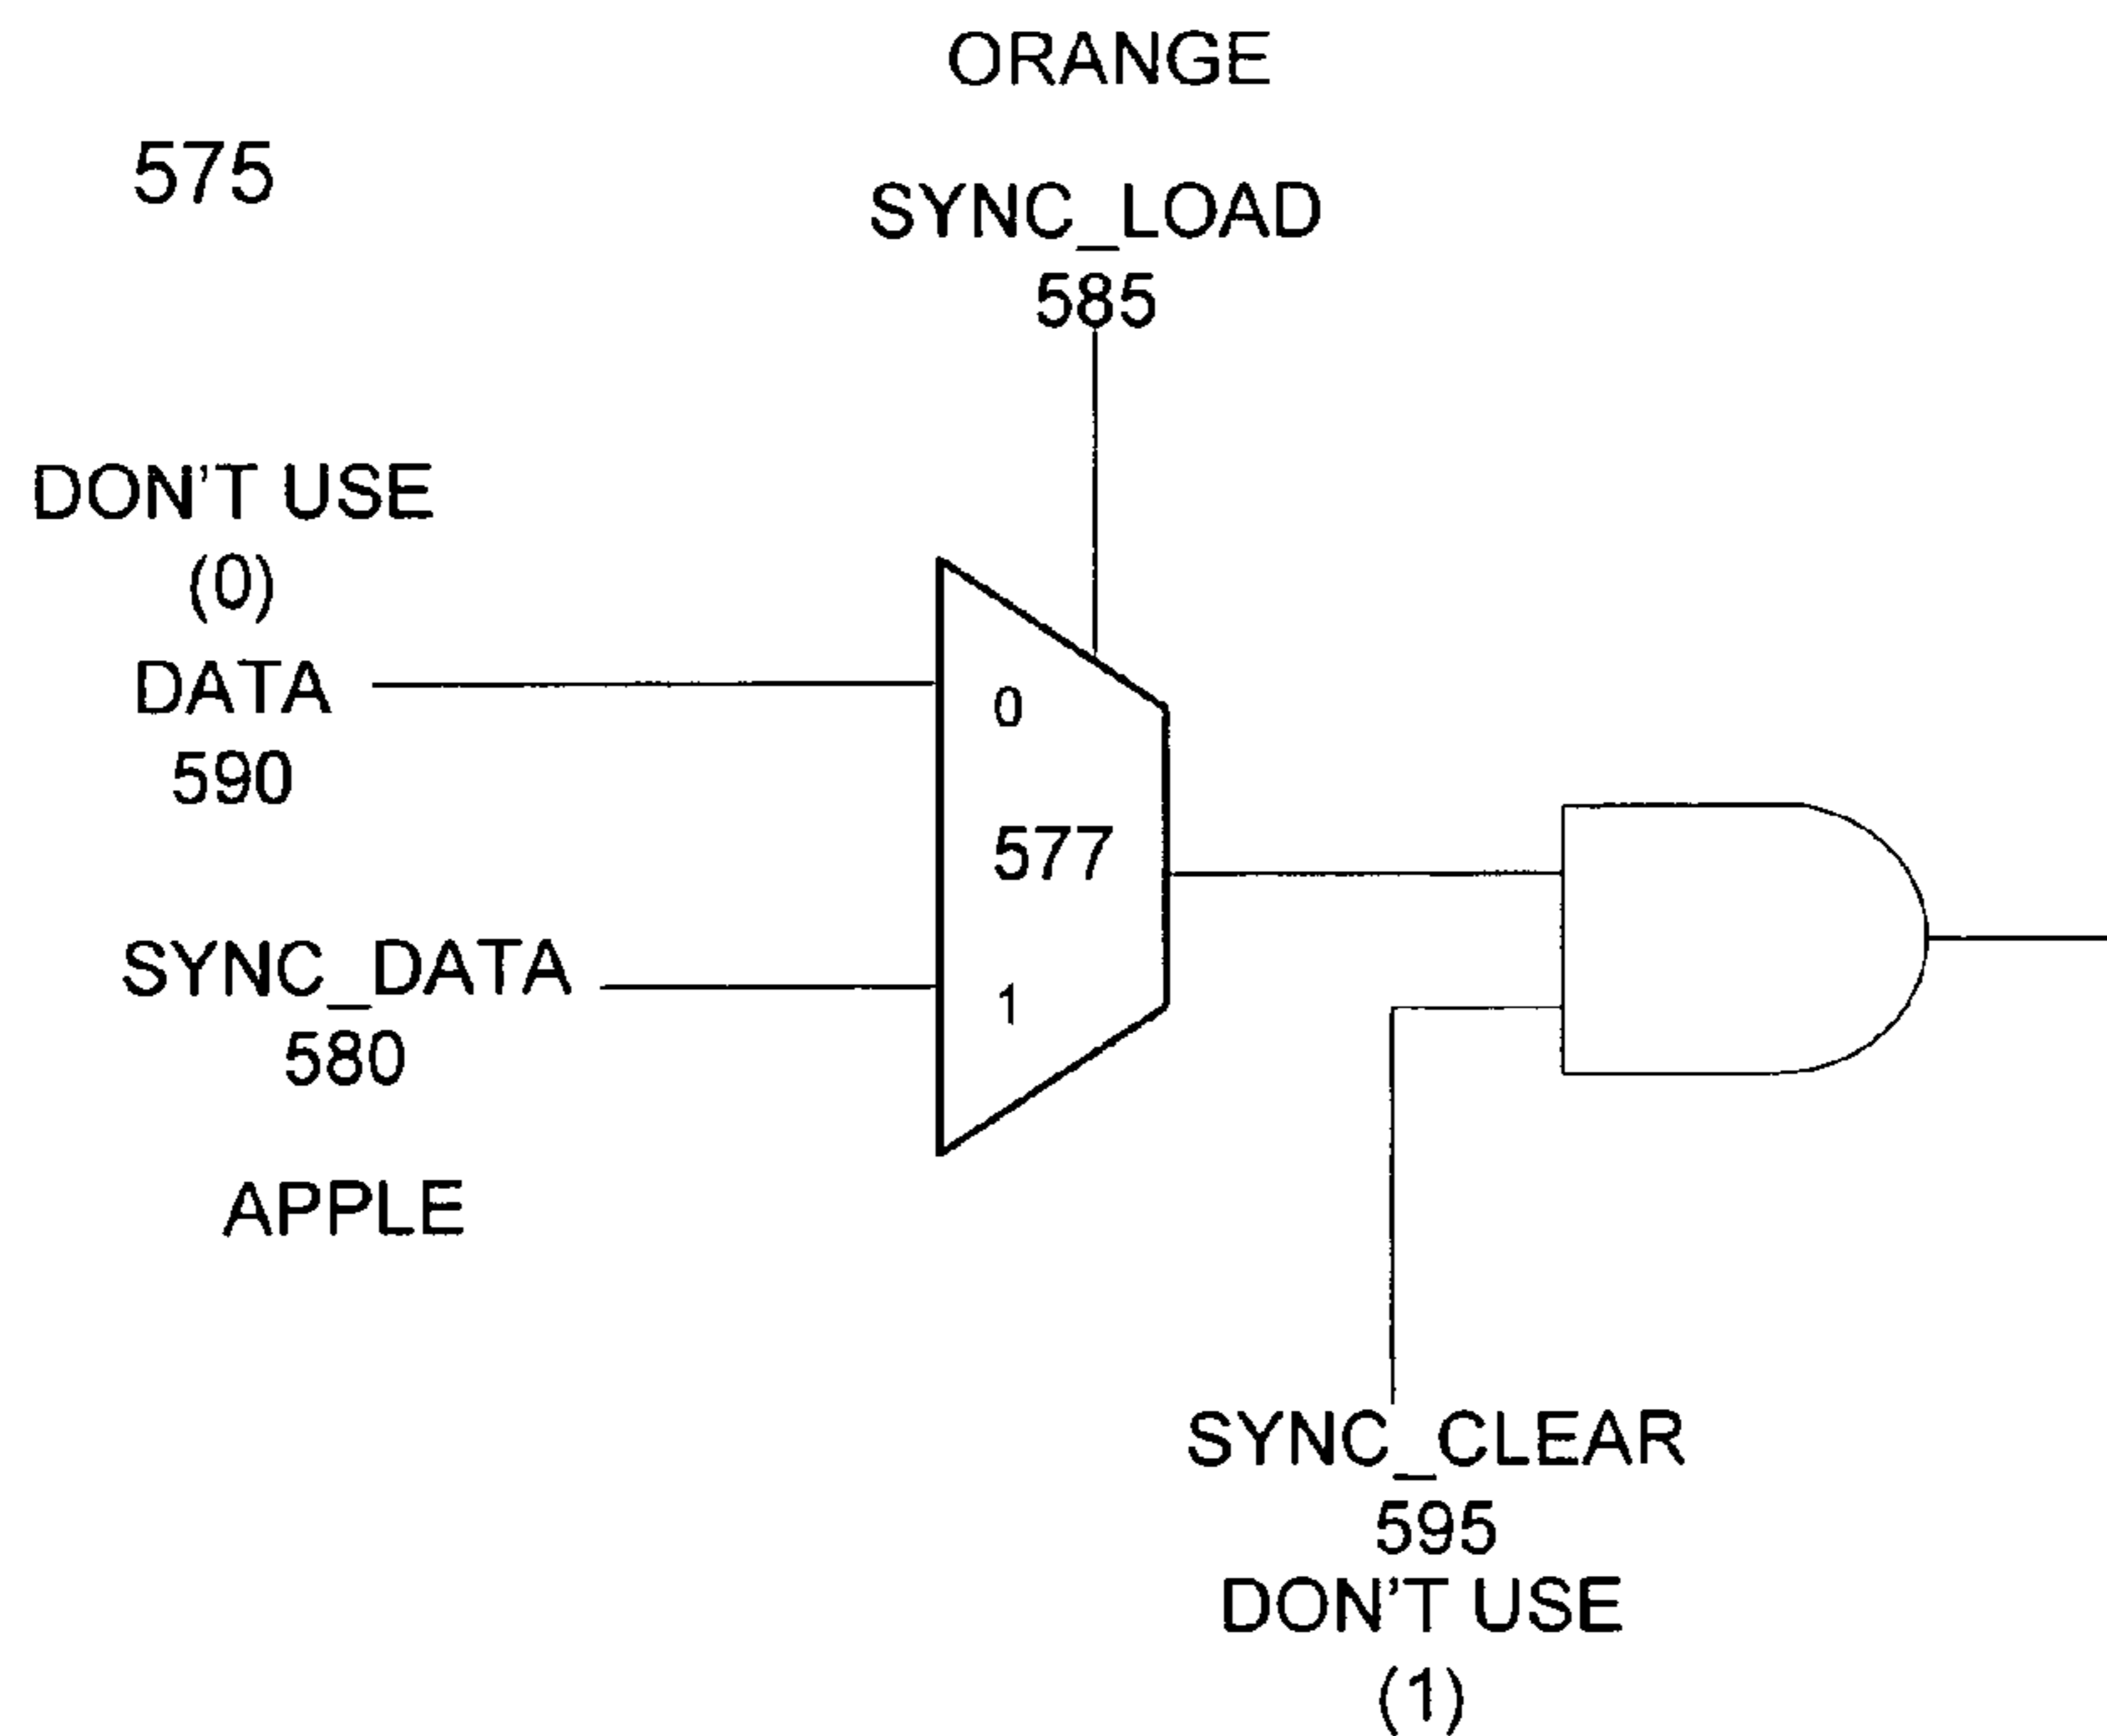 ORANGE
575
SYNC_LOAD
585
DON'T USE
(0)
DATA
590
0
577
SYNC_DATA
1
580
APPLE
SYNC_CLEAR
595
DON'T USE
(1)